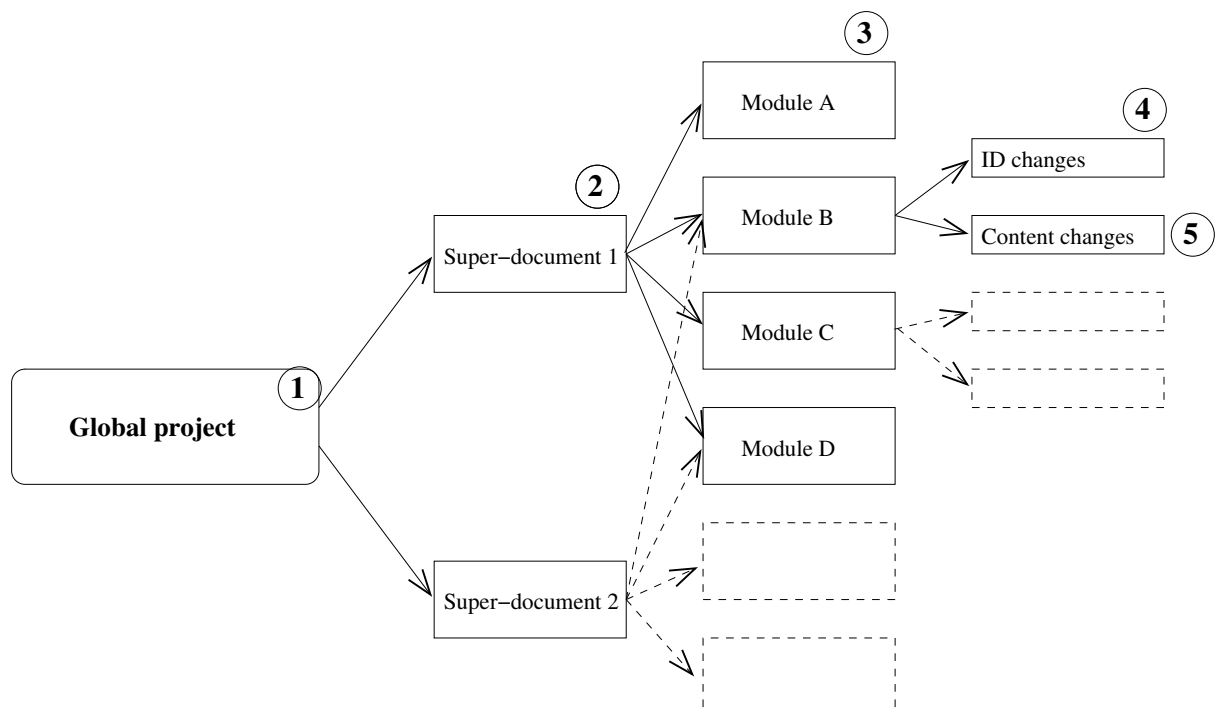 3
Module A
4
ID changes
2
Module B
Super−document 1
Content changes
5
Module C
1
Global project
Module D
Super−document 2